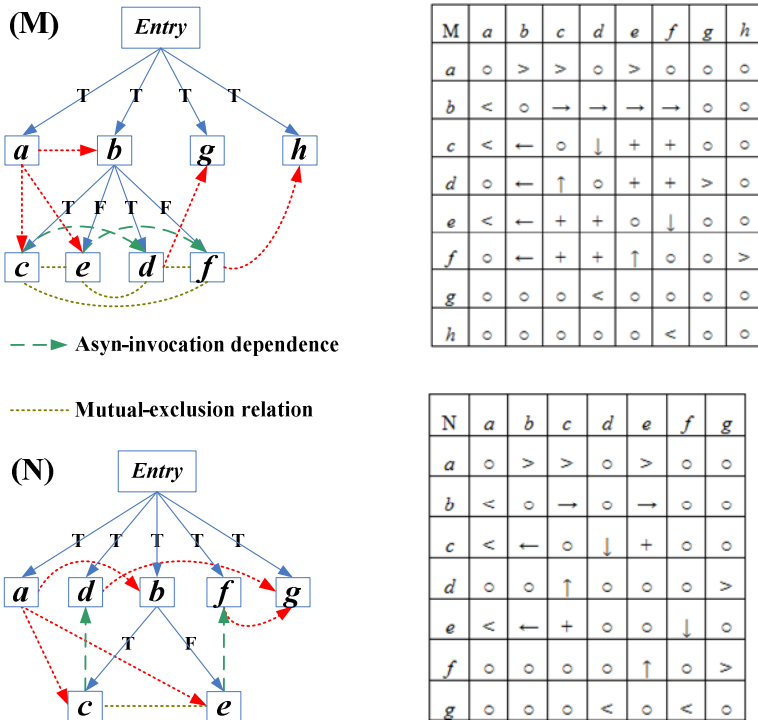 (M)
Entry
T T T T
a b g h
T F T F
c e d f
Asyn-invocation dependence
Mutual-exclusion relation
M a b c d e f g h
a ○ > > ○ > ○ ○ ○
b < ○ → → → → ○ ○
c < ← ○ ↓ + + ○ ○
d ○ ← ↑ ○ + + > ○
e < ← + + ○ ↓ ○ ○
f ○ ← + + ↑ ○ ○ >
g ○ ○ ○ < ○ ○ ○ ○
h ○ ○ ○ ○ ○ < ○ ○
(N)
Entry
T T T T T
a d b f g
T F
c e
N a b c d e f g
a ○ > > ○ > ○ ○
b < ○ → ○ → ○ ○
c < ← ○ ↓ + ○ ○
d ○ ○ ↑ ○ ○ ○ >
e < ← + ○ ○ ↓ ○
f ○ ○ ○ ○ ↑ ○ >
g ○ ○ ○ < ○ < ○